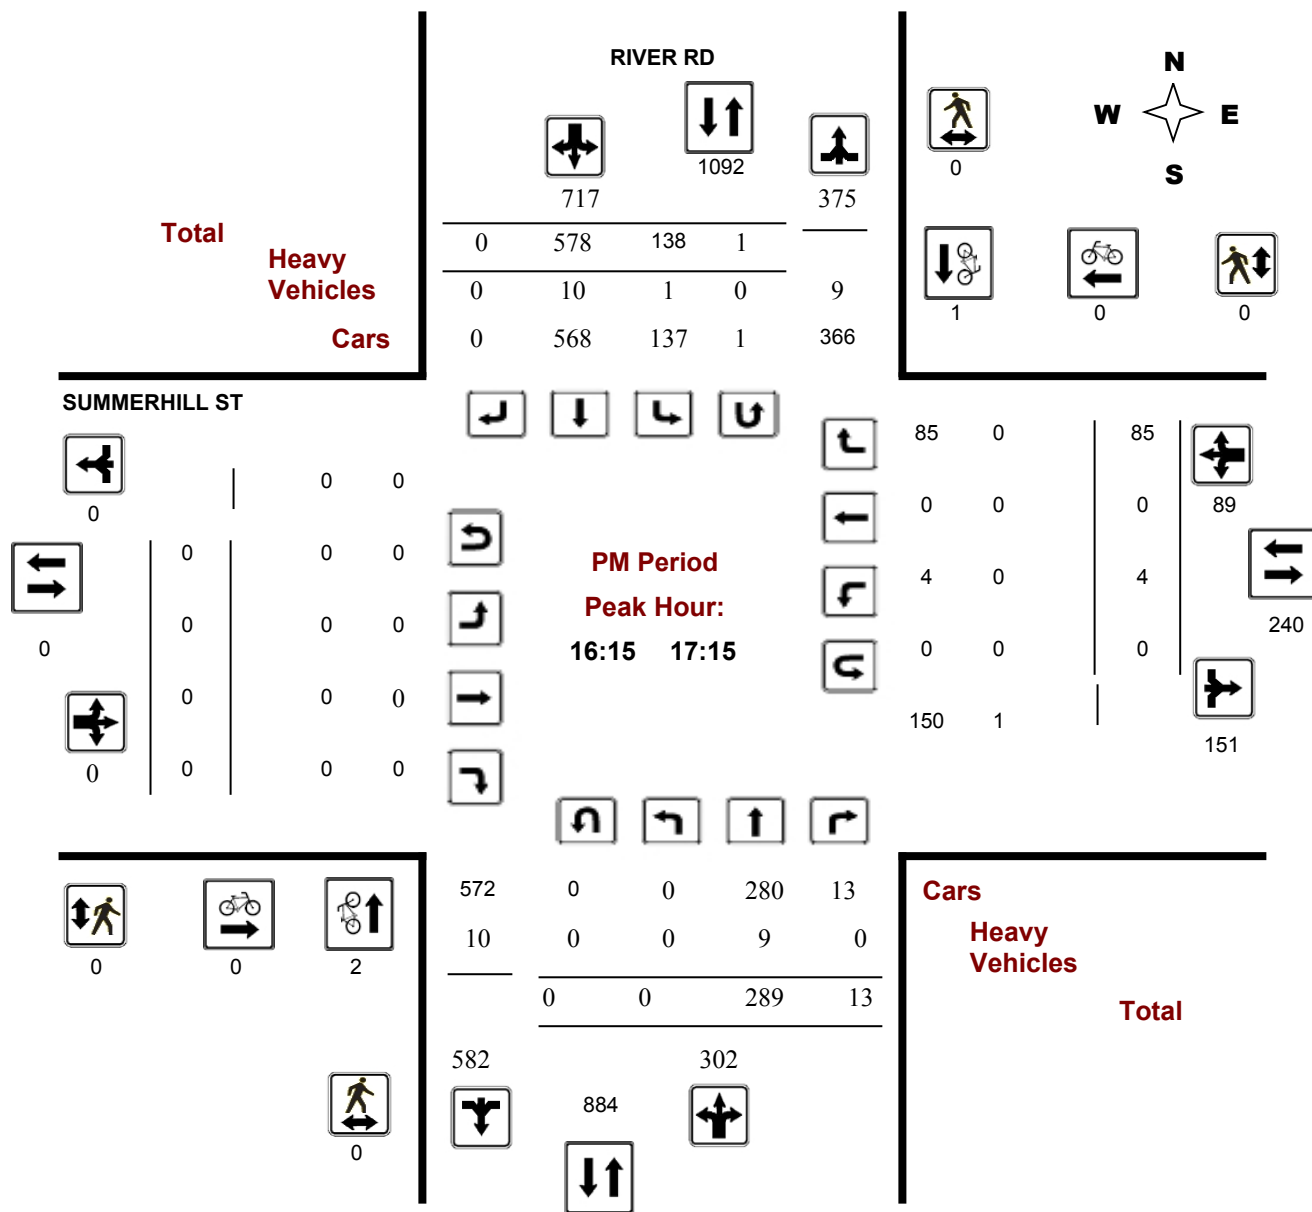 RIVER RD
N
W E
S
1092
0
717 375
Total 0 578 138 1
Heavy
Vehicles 0 10 1 0 9
Cars 0 568 137 1 366
1 0 0
SUMMERHILL ST
85 0 85
0 0 0
0 0 0 89
0 0 0
PM Period
4 0 4
Peak Hour:
0 0 0
240
16:15 17:15
0 0 0
0
0 0 0
150 1
151
0 0 0 0
572 0 0 280 13 Cars
10 0 0 9 0 Heavy
Vehicles
0 0 2
0 0 289 13 Total
582 302
884
0